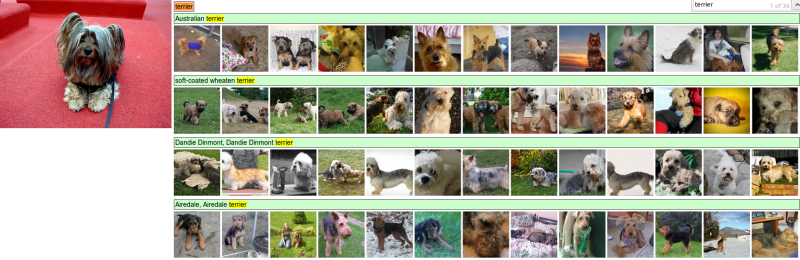 terrier
terrier 1 of 36
Australian terrier
soft-coated wheaten terrier
Dandie Dinmont, Dandie Dinmont terrier
Airedale, Airedale terrier